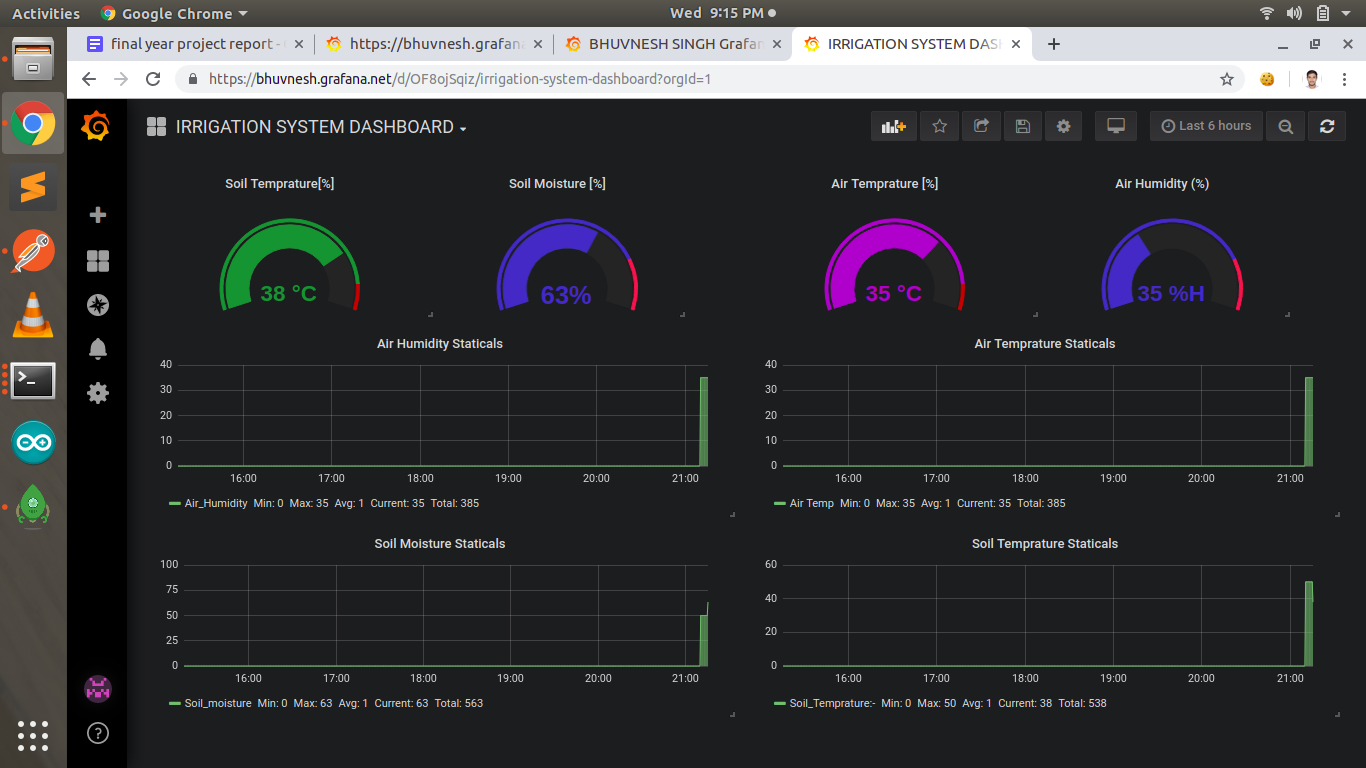 Activities Google Chrome Wed 9:15 PM
final year project report - https://bhuvnesh.grafan BHUVNESH SINGH Grafan IRRIGATION SYSTEM DAS
https://bhuvnesh.grafana.net/d/OF8ojSqiz/irrigation-system-dashboard?orgId=1
IRRIGATION SYSTEM DASHBOARD Last 6 hours
Soil Temprature[%] Soil Moisture [%] Air Temprature [%] Air Humidity (%)
38 °C 63% 35 °C 35 %H
Air Humidity Staticals
40
30
20
10
0
16:00 17:00 18:00 19:00 20:00 21:00
Air_Humidity Min: 0 Max: 35 Avg: 1 Current: 35 Total: 385
Air Temprature Staticals
40
30
20
10
0
16:00 17:00 18:00 19:00 20:00 21:00
Air Temp Min: 0 Max: 35 Avg: 1 Current: 35 Total: 385
Soil Moisture Staticals
100
75
50
25
0
16:00 17:00 18:00 19:00 20:00 21:00
Soil_moisture Min: 0 Max: 63 Avg: 1 Current: 63 Total: 563
Soil Temprature Staticals
60
40
20
0
16:00 17:00 18:00 19:00 20:00 21:00
Soil_Temprature:- Min: 0 Max: 50 Avg: 1 Current: 38 Total: 538